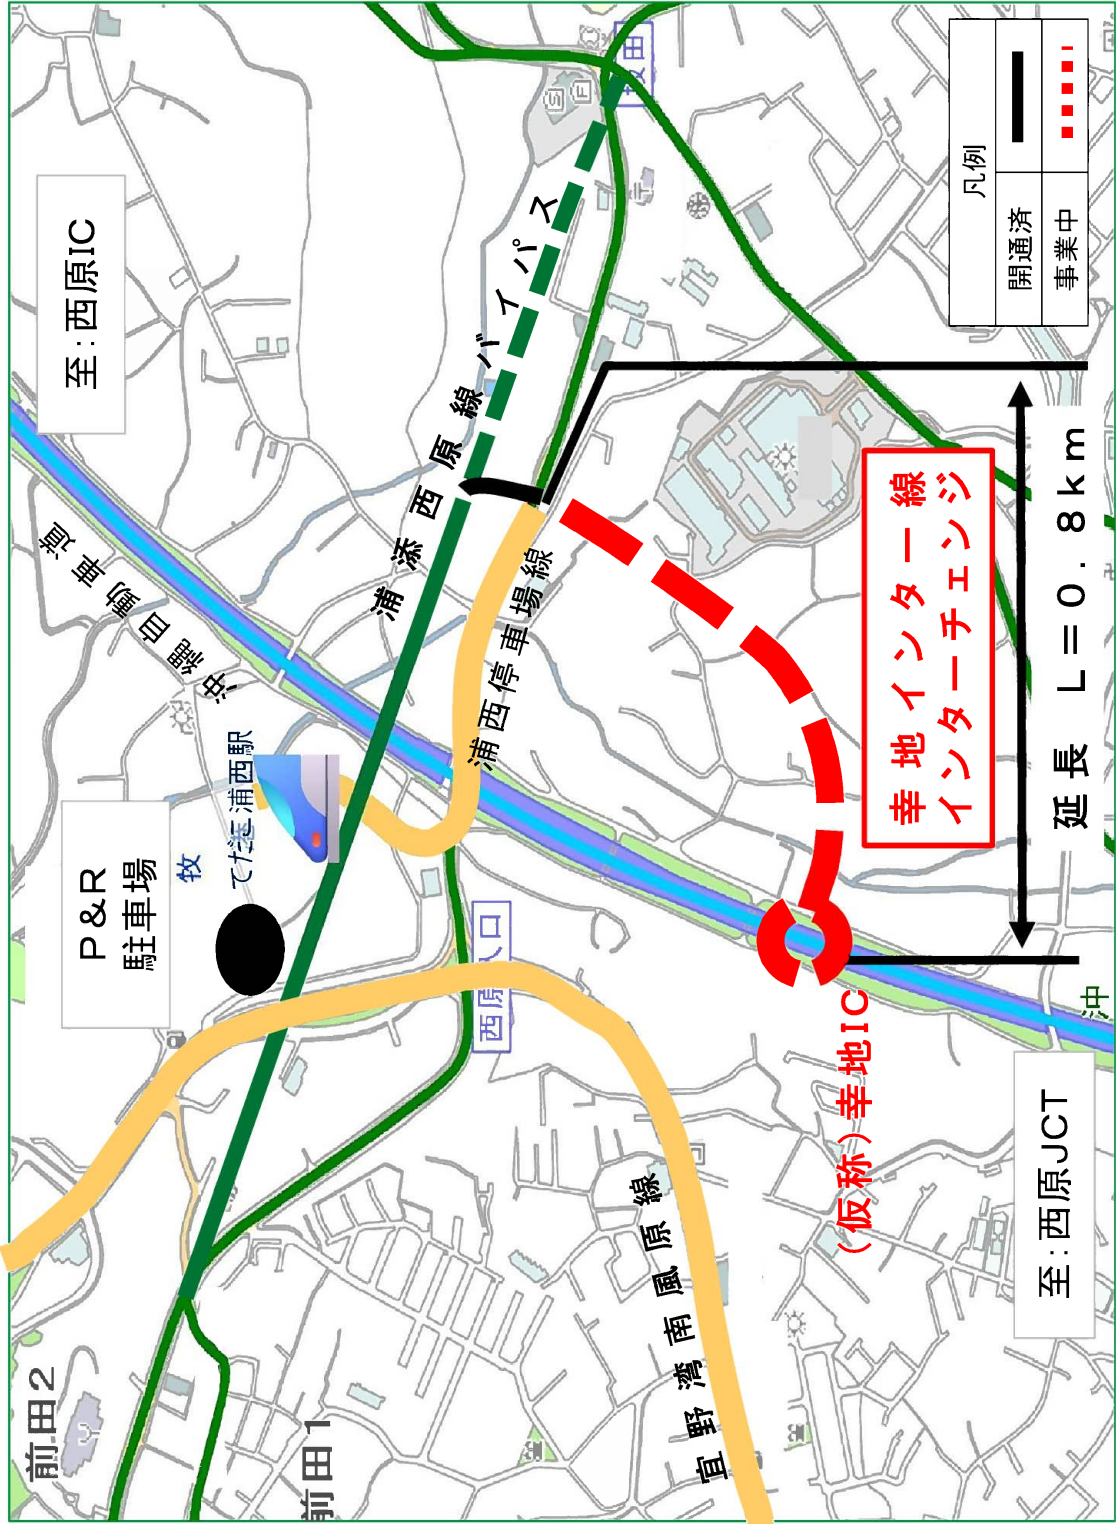 前田2
前田1
P&R
駐車場
至:西原IC
沖縄自動車道
牧
てだこ浦西駅
浦添西原線バイパス
坂田
西原入口
浦西停車場線
宜野湾南風原線
(仮称)幸地IC
幸地インター線
インターチェンジ
延長 L=0.8km
至:西原JCT
沖
凡例
開通済
事業中